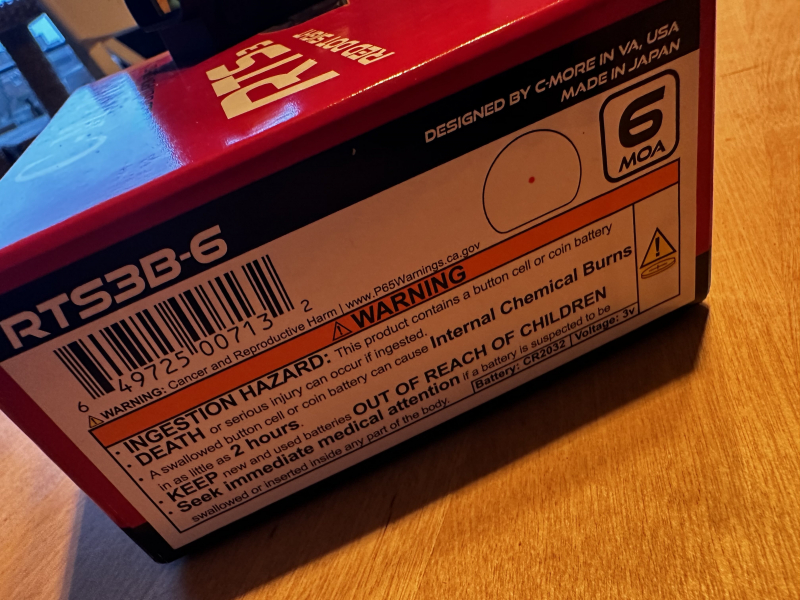 RTS3
RED DOT SIGHT
DESIGNED BY C-MORE IN VA, USA
MADE IN JAPAN
6
MOA
RTS3B-6
6 49725 00713 2
WARNING: Cancer and Reproductive Harm | www.P65Warnings.ca.gov
WARNING
· INGESTION HAZARD: This product contains a button cell or coin battery
· DEATH or serious injury can occur if ingested.
· A swallowed button cell or coin battery can cause Internal Chemical Burns
in as little as 2 hours.
· KEEP new and used batteries OUT OF REACH OF CHILDREN
· Seek immediate medical attention if a battery is suspected to be
swallowed or inserted inside any part of the body.
Battery: CR2032 | Voltage: 3v